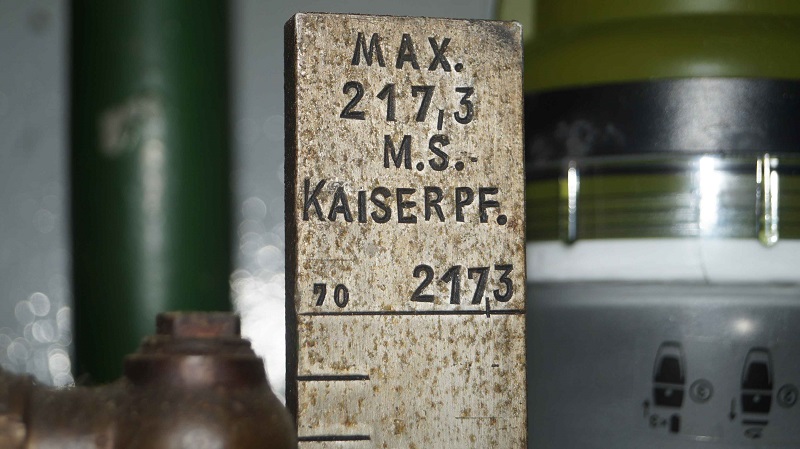 MAX.
217,3
M.S.-
KAISERPF.
70 217,3